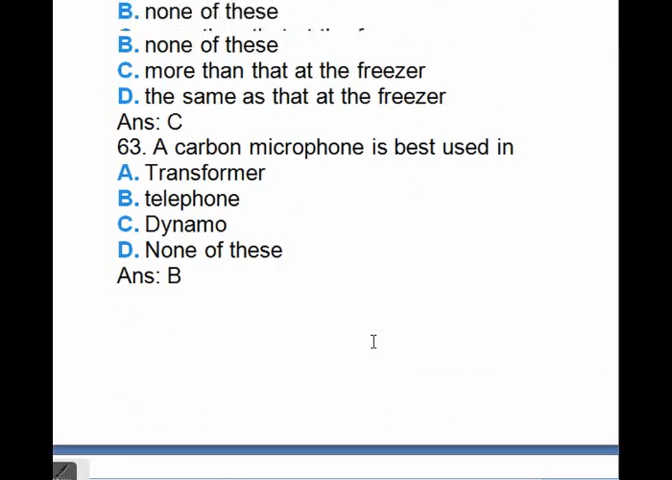 B. none of these
B. none of these
C. more than that at the freezer
D. the same as that at the freezer
Ans: C
63. A carbon microphone is best used in
A. Transformer
B. telephone
C. Dynamo
D. None of these
Ans: B